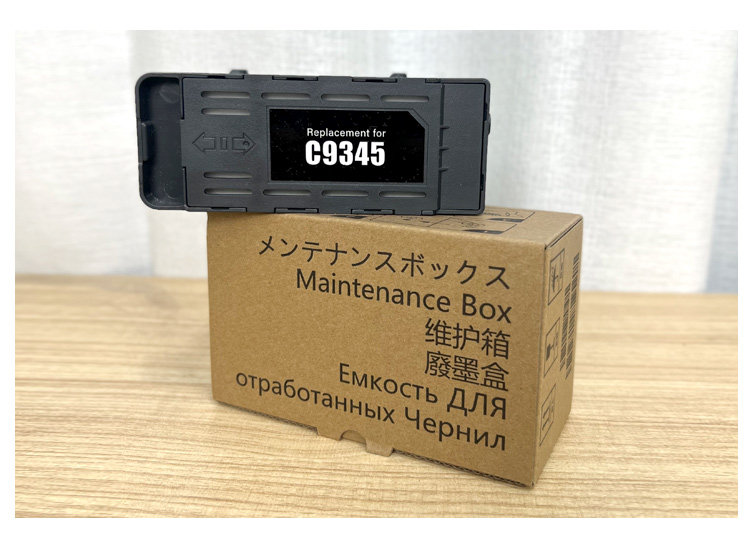 Replacement for
C9345
メンテナンスボックス
Maintenance Box
维护箱
廢墨盒
Емкость ДЛЯ
отработанных Чернил